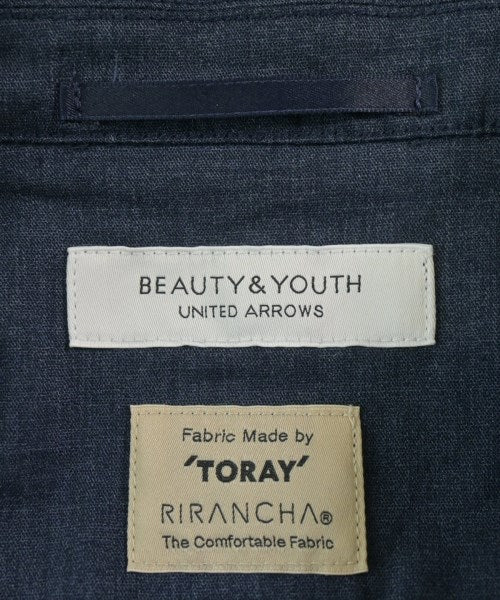 BEAUTY&YOUTH
UNITED ARROWS
Fabric Made by
'TORAY'
RIRANCHA®
The Comfortable Fabric